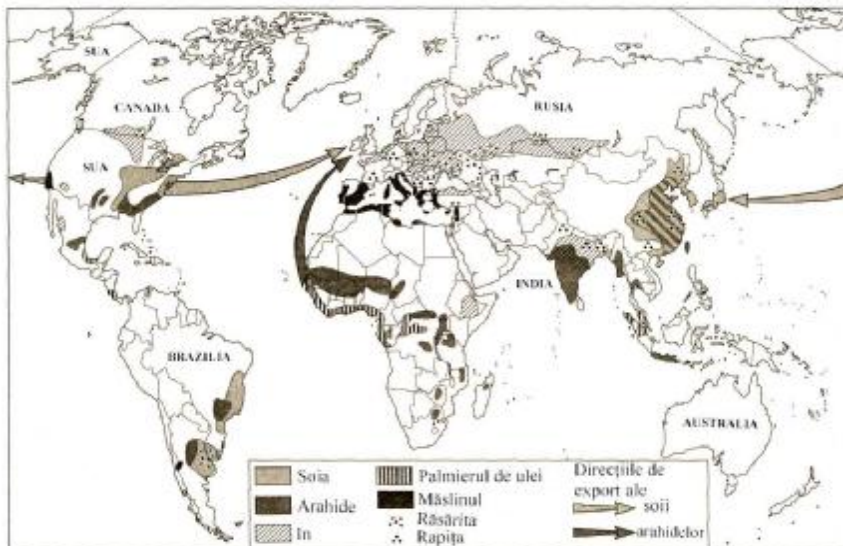 SUA
CANADA
RUSIA
SUA
INDIA
BRAZILIA
AUSTRALIA
Soia
Arahide
In
Palmierul de ulei
Măslinul
Răsărita
Rapița
Direcțiile de
export ale
soii
arahidelor